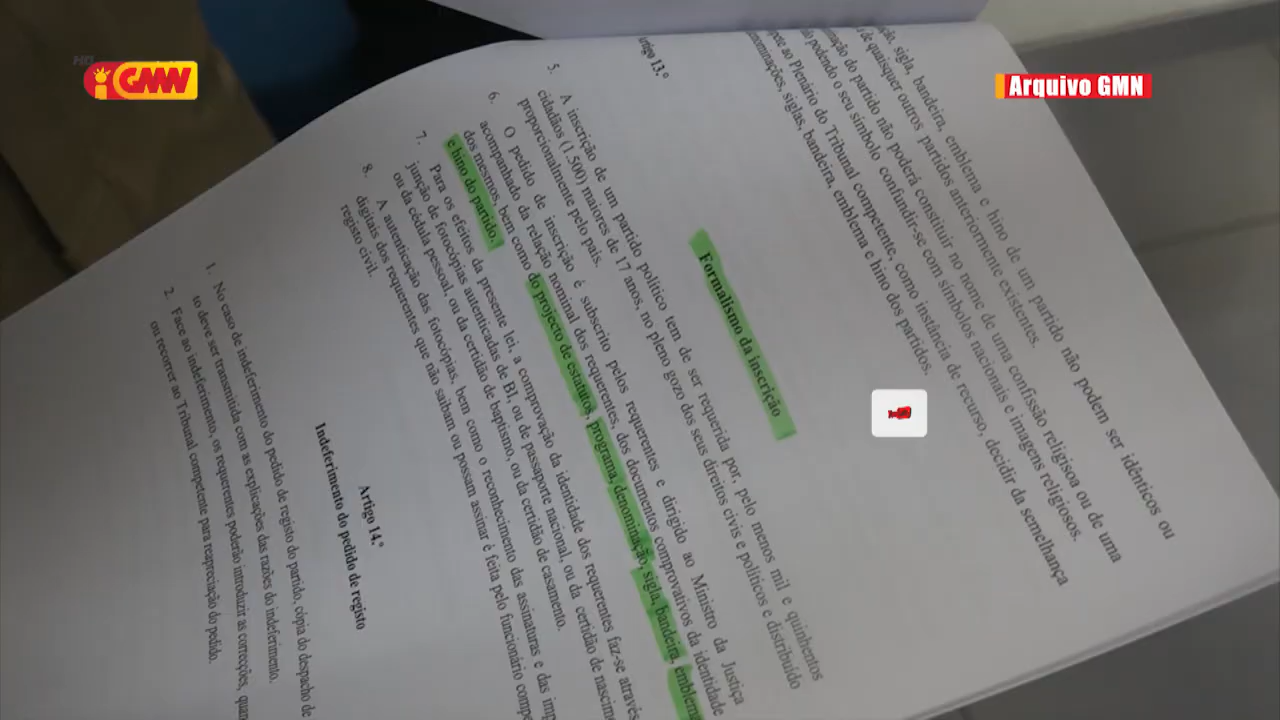 HD
GMN
Arquivo GMN
sigla, bandeira, emblema e hino de um partido não podem ser idênticos ou
de quaisquer outros partidos anteriormente existentes.
do partido não poderá constituir no nome de uma confissão religiosa ou de uma
podendo o seu símbolo confundir-se com símbolos nacionais e imagens religiosos.
ao Plenário do Tribunal competente, como instância de recurso, decidir da semelhança
siglas, bandeira, emblema e hino dos partidos.
Artigo 13.º
Formalismo da inscrição
5. A inscrição de um partido político tem de ser requerida por, pelo menos mil e quinhentos
cidadãos (1.500) maiores de 17 anos, no pleno gozo dos seus direitos civis e políticos e distribuído
proporcionalmente pelo país.
6. O pedido de inscrição é subscrito pelos requerentes e dirigido ao Ministro da Justiça
acompanhado da relação nominal dos requerentes, dos documentos comprovativos da identidade
dos mesmos, bem como do projecto de estatutos, programa, denominação, sigla, bandeira, emblema
e hino do partido.
7. Para os efeitos da presente lei, a comprovação da identidade dos requerentes faz-se através
junção de fotocópias autenticadas de BI, ou de passaporte nacional, ou da certidão de
ou da cédula pessoal, ou da certidão de baptismo, ou da certidão de casamento.
8. A autenticação das fotocópias, bem como o reconhecimento das assinaturas e das
digitais dos requerentes que não saibam ou possam assinar é feita pelo funcionário
registo civil.
Artigo 14.º
Indeferimento do pedido de registo
1. No caso de indeferimento do pedido de registo do partido, cópia do despacho de
to deve ser transmitida com as explicações das razões do indeferimento.
2. Face ao indeferimento, os requerentes poderão introduzir as correcções,
ou recorrer ao Tribunal competente para reapreciação do pedido.